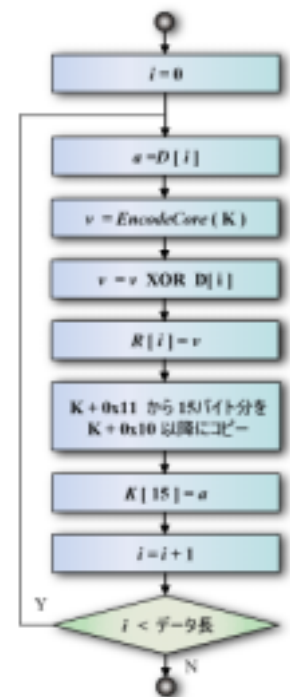 i = 0
a =D [ i ]
v = EncodeCore ( K )
v = v XOR D[ i ]
R [ i ] = v
K + 0x11 から 15バイト分を
K + 0x10 以降にコピー
K [ 15 ] = a
i = i + 1
i < データ長
Y
N